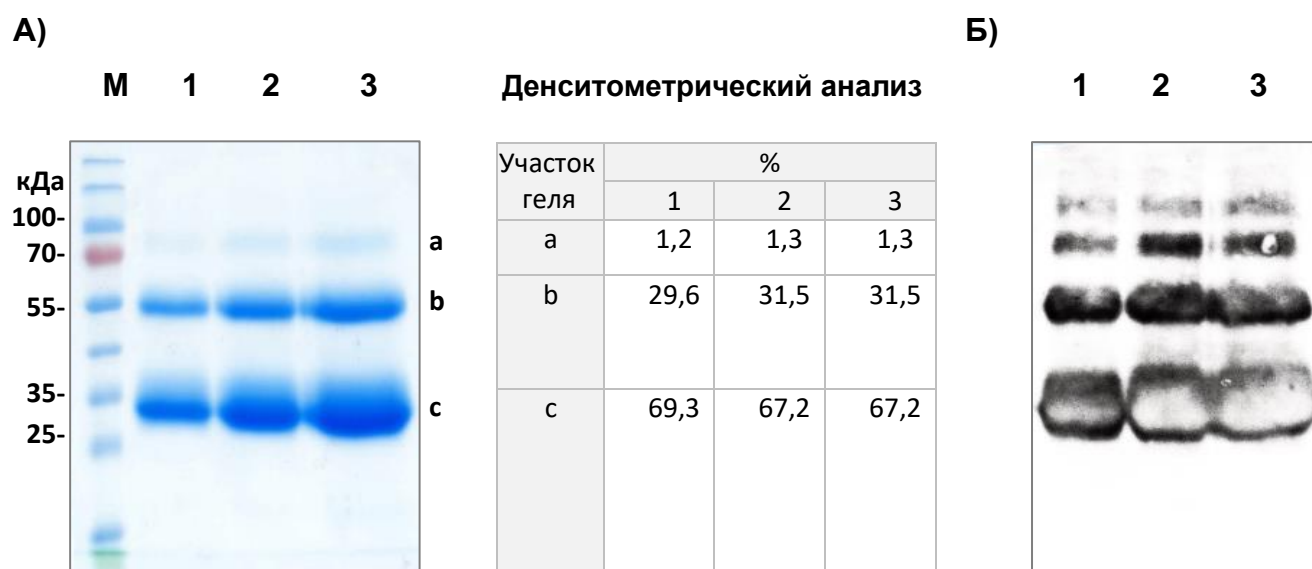 А)
Б)
М 1 2 3
Денситометрический анализ
1 2 3
кДа
100-
70-
55-
35-
25-
a
b
c
Участок геля %
1 2 3
a 1,2 1,3 1,3
b 29,6 31,5 31,5
c 69,3 67,2 67,2